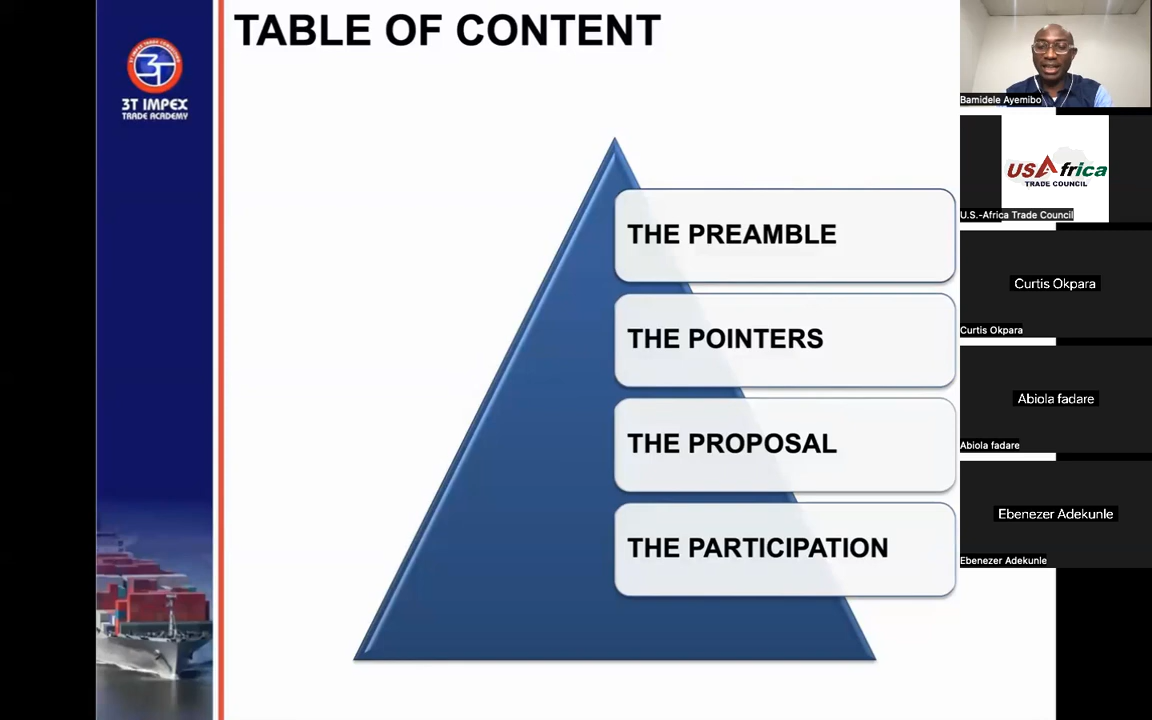 TABLE OF CONTENT
3T
3T IMPEX
TRADE ACADEMY
THE PREAMBLE
THE POINTERS
THE PROPOSAL
THE PARTICIPATION
Bamidele Ayemibo
USAfrica
TRADE COUNCIL
U.S.-Africa Trade Council
Curtis Okpara
Curtis Okpara
Abiola fadare
Abiola fadare
Ebenezer Adekunle
Ebenezer Adekunle